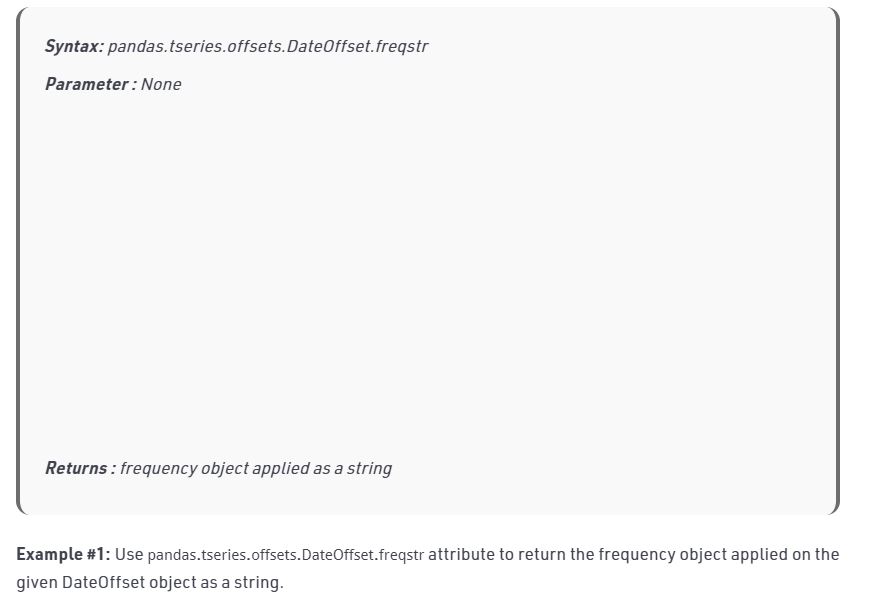 Syntax: pandas.tseries.offsets.DateOffset.freqstr
Parameter : None
Returns : frequency object applied as a string
Example #1: Use pandas.tseries.offsets.DateOffset.freqstr attribute to return the frequency object applied on the
given DateOffset object as a string.